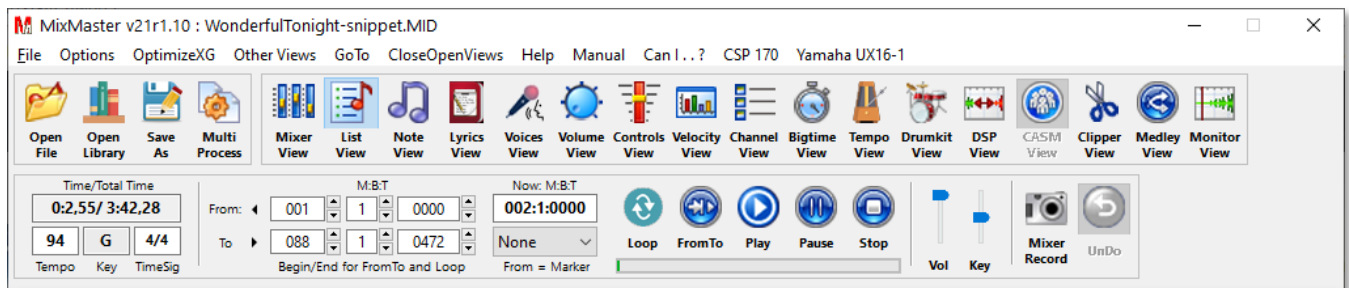 MixMaster v21r1.10 : WonderfulTonight-snippet.MID
File Options OptimizeXG Other Views GoTo CloseOpenViews Help Manual Can I . . ? CSP 170 Yamaha UX16-1
Open File Open Library Save As Multi Process Mixer View List View Note View Lyrics View Voices View Volume View Controls View Velocity View Channel View Bigtime View Tempo View Drumkit View DSP View CASM View Clipper View Medley View Monitor View
Time/Total Time M:B:T Now: M:B:T
0:2,55/ 3:42,28 From: 001 1 0000 002:1:0000
94 G 4/4 To 088 1 0472 None Loop FromTo Play Pause Stop Mixer Record UnDo
Tempo Key TimeSig Begin/End for FromTo and Loop From = Marker Vol Key